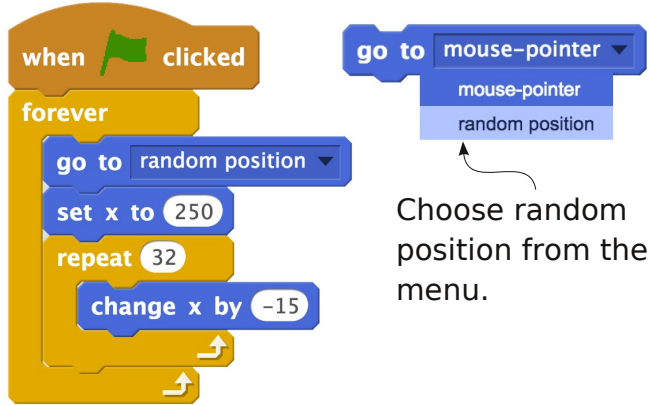 when clicked
forever
go to random position
set x to 250
repeat 32
change x by -15
go to mouse-pointer
mouse-pointer
random position
Choose random
position from the
menu.